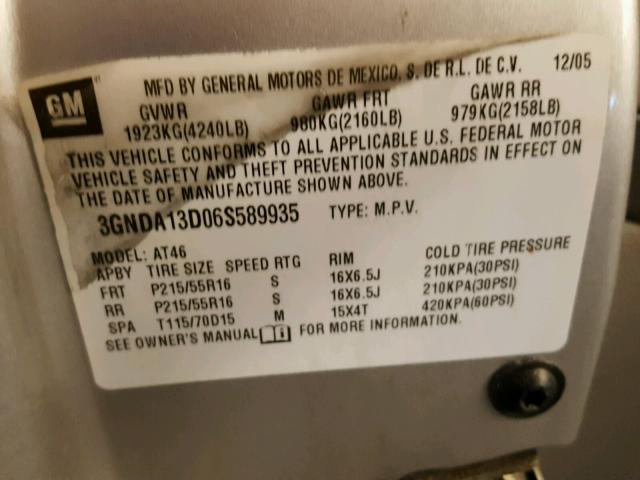 GM
MFD BY GENERAL MOTORS DE MEXICO, S. DE R.L. DE C.V. 12/05
GVWR GAWR FRT GAWR RR
1923KG(4240LB) 980KG(2160LB) 979KG(2158LB)
THIS VEHICLE CONFORMS TO ALL APPLICABLE U.S. FEDERAL MOTOR
VEHICLE SAFETY AND THEFT PREVENTION STANDARDS IN EFFECT ON
THE DATE OF MANUFACTURE SHOWN ABOVE.
3GNDA13D06S589935 TYPE: M.P.V.
MODEL: AT46
APBY TIRE SIZE SPEED RTG RIM COLD TIRE PRESSURE
FRT P215/55R16 S 16X6.5J 210KPA(30PSI)
RR P215/55R16 S 16X6.5J 210KPA(30PSI)
SPA T115/70D15 M 15X4T 420KPA(60PSI)
SEE OWNER'S MANUAL FOR MORE INFORMATION.